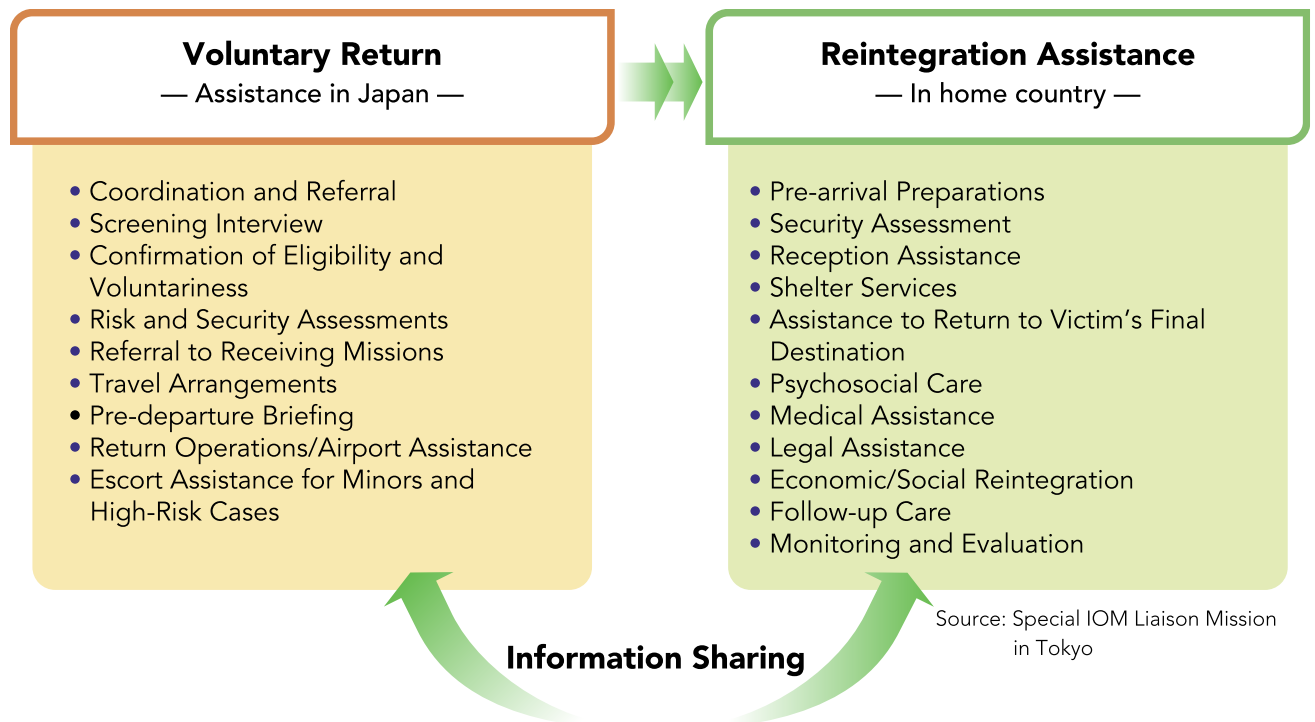 Voluntary Return
— Assistance in Japan —
• Coordination and Referral
• Screening Interview
• Confirmation of Eligibility and
Voluntariness
• Risk and Security Assessments
• Referral to Receiving Missions
• Travel Arrangements
• Pre-departure Briefing
• Return Operations/Airport Assistance
• Escort Assistance for Minors and
High-Risk Cases
Reintegration Assistance
— In home country —
• Pre-arrival Preparations
• Security Assessment
• Reception Assistance
• Shelter Services
• Assistance to Return to Victim’s Final
Destination
• Psychosocial Care
• Medical Assistance
• Legal Assistance
• Economic/Social Reintegration
• Follow-up Care
• Monitoring and Evaluation
Information Sharing
Source: Special IOM Liaison Mission
in Tokyo